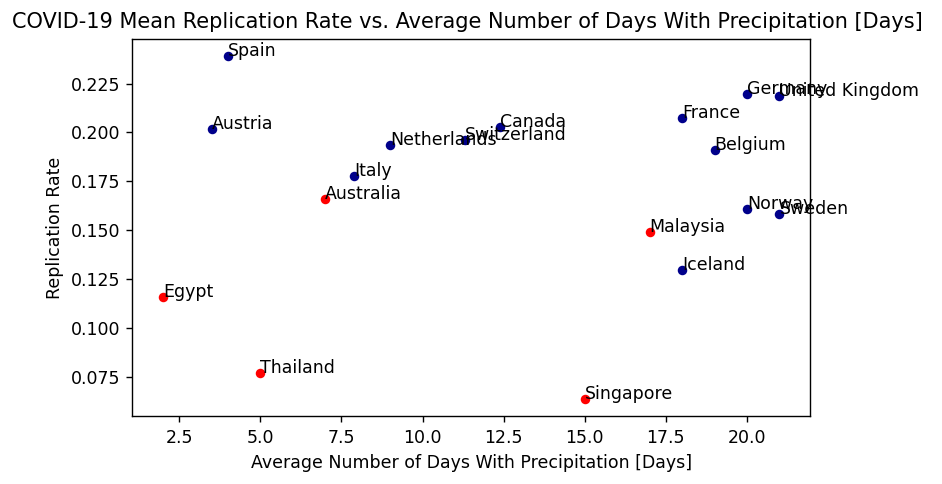 COVID-19 Mean Replication Rate vs. Average Number of Days With Precipitation [Days]
Spain
Germany
United Kingdom
0.225
France
Austria
Canada
0.200
Switzerland
Netherlands
Belgium
0.175
Italy
Australia
Norway
Sweden
Replication Rate
0.150
Malaysia
Iceland
0.125
Egypt
0.100
Thailand
0.075
Singapore
2.5 5.0 7.5 10.0 12.5 15.0 17.5 20.0
Average Number of Days With Precipitation [Days]